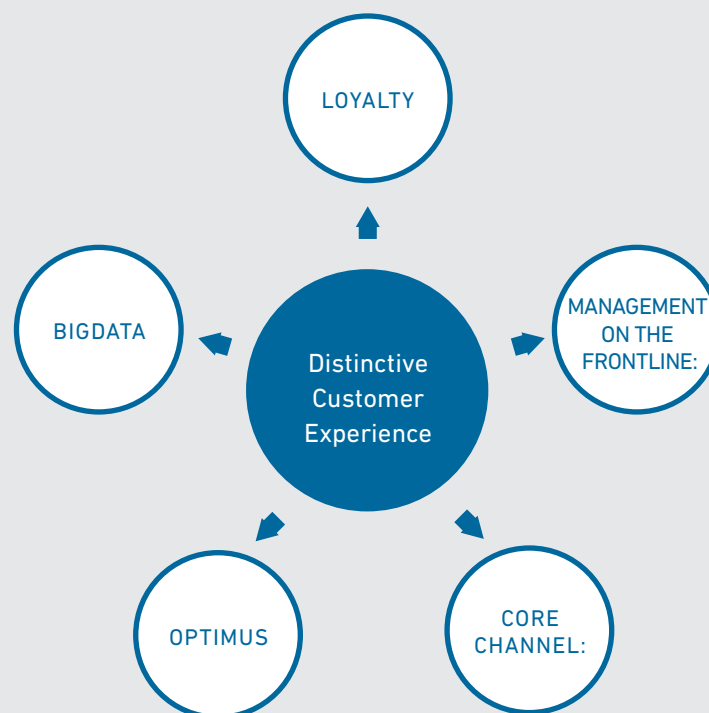 LOYALTY
BIGDATA
MANAGEMENT
ON THE
FRONTLINE:
Distinctive
Customer
Experience
OPTIMUS
CORE
CHANNEL: